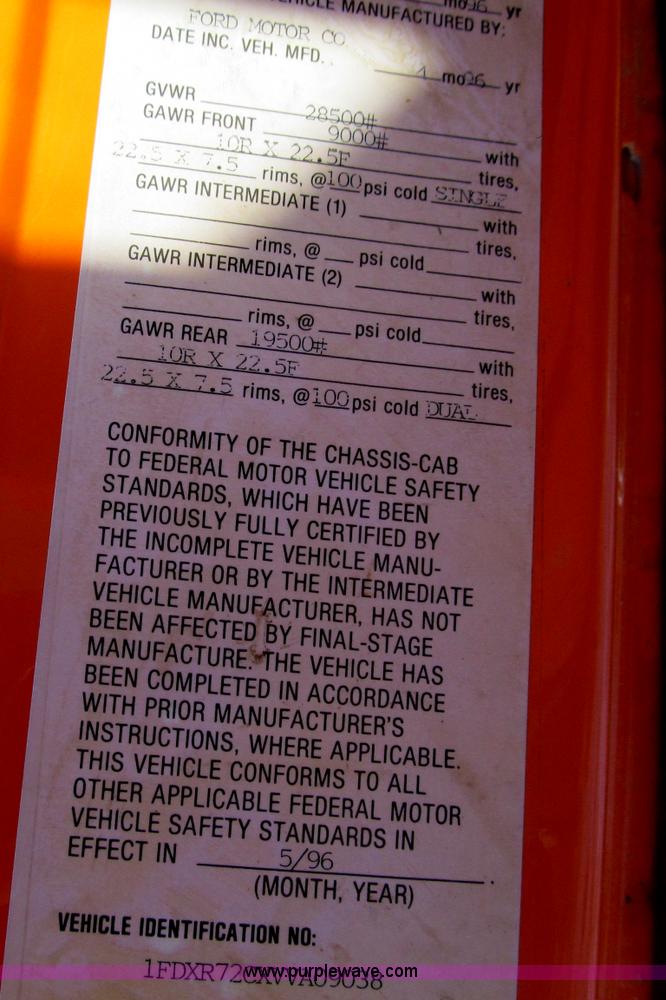 mo96 yr
VEHICLE MANUFACTURED BY:
FORD MOTOR CO
DATE INC. VEH. MFD. 4 mo96 yr
GVWR 28500#
GAWR FRONT 9000# with
10R X 22.5F tires,
22.5 X 7.5 rims, @100 psi cold SINGLE
GAWR INTERMEDIATE (1) with
tires,
rims, @ psi cold
GAWR INTERMEDIATE (2) with
tires,
rims, @ psi cold
GAWR REAR 19500# with
10R X 22.5F tires,
22.5 X 7.5 rims, @100 psi cold DUAL
CONFORMITY OF THE CHASSIS-CAB
TO FEDERAL MOTOR VEHICLE SAFETY
STANDARDS, WHICH HAVE BEEN
PREVIOUSLY FULLY CERTIFIED BY
THE INCOMPLETE VEHICLE MANU-
FACTURER OR BY THE INTERMEDIATE
VEHICLE MANUFACTURER, HAS NOT
BEEN AFFECTED BY FINAL-STAGE
MANUFACTURE. THE VEHICLE HAS
BEEN COMPLETED IN ACCORDANCE
WITH PRIOR MANUFACTURER'S
INSTRUCTIONS, WHERE APPLICABLE.
THIS VEHICLE CONFORMS TO ALL
OTHER APPLICABLE FEDERAL MOTOR
VEHICLE SAFETY STANDARDS IN
EFFECT IN 5/96.
(MONTH, YEAR)
VEHICLE IDENTIFICATION NO:
www.purplewave.com